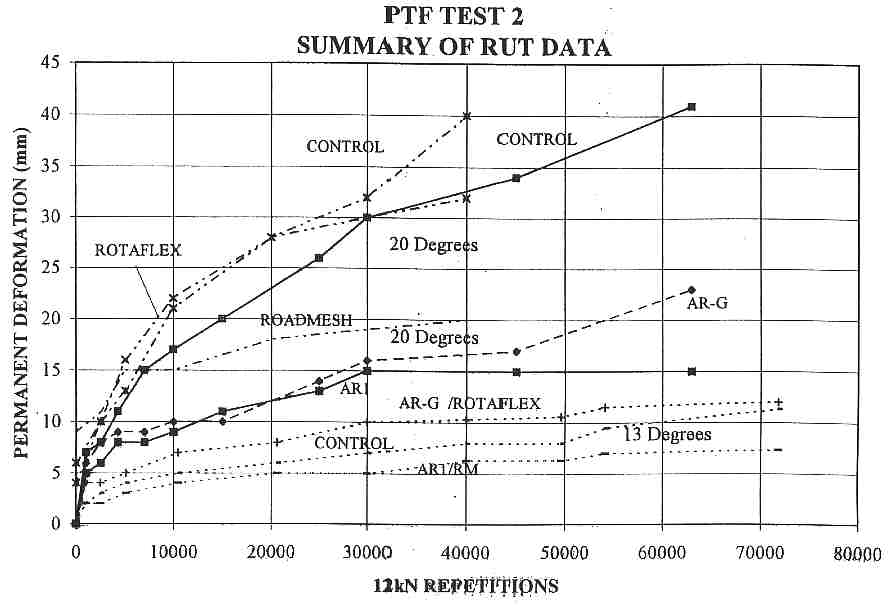 PTF TEST 2
SUMMARY OF RUT DATA
45
40
35
30
25
20
15
10
5
0
PERMANENT DEFORMATION (mm)
CONTROL
CONTROL
ROTAFLEX
20 Degrees
AR-G
ROADMESH
20 Degrees
AR1
AR-G /ROTAFLEX
CONTROL
13 Degrees
AR1/RM
0
10000
20000
30000
40000
50000
60000
70000
80000
12kN REPETITIONS